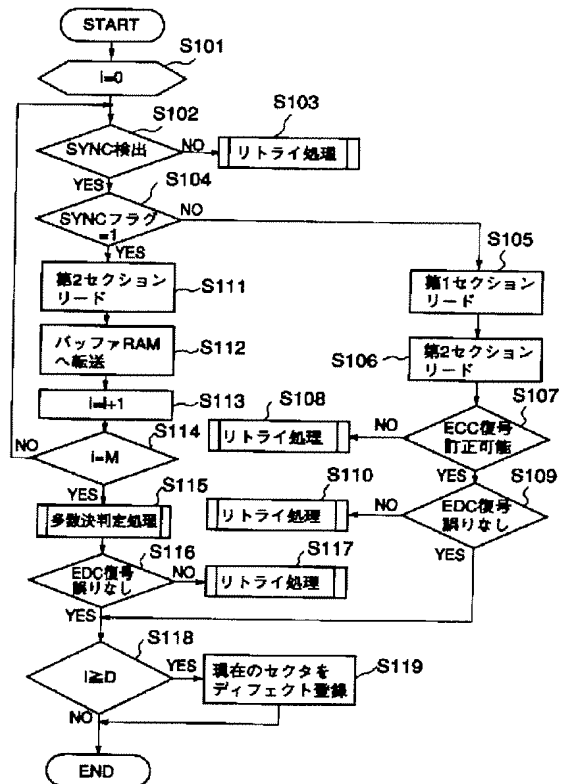 START
S101
i=0
S102
SYNC検出
NO
S103
リトライ処理
YES
S104
SYNCフラグ
=1
NO
YES
S105
第1セクション
リード
S111
第2セクション
リード
S106
第2セクション
リード
S112
バッファRAM
へ転送
S107
ECC復号
訂正可能
NO
S108
リトライ処理
YES
S113
i=i+1
S114
i=M
NO
YES
S109
EDC復号
誤りなし
NO
S110
リトライ処理
YES
S115
多数決判定処理
S116
EDC復号
誤りなし
NO
S117
リトライ処理
YES
S118
i≧D
YES
S119
現在のセクタを
ディフェクト登録
NO
END